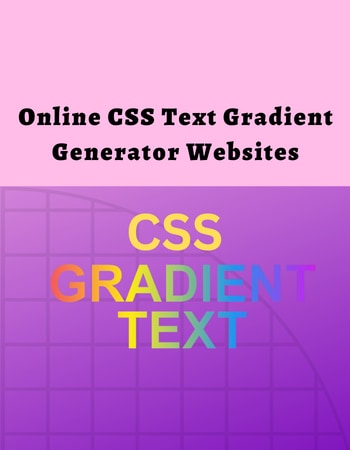 Online CSS Text Gradient
Generator Websites
CSS
GRADIENT
TEXT